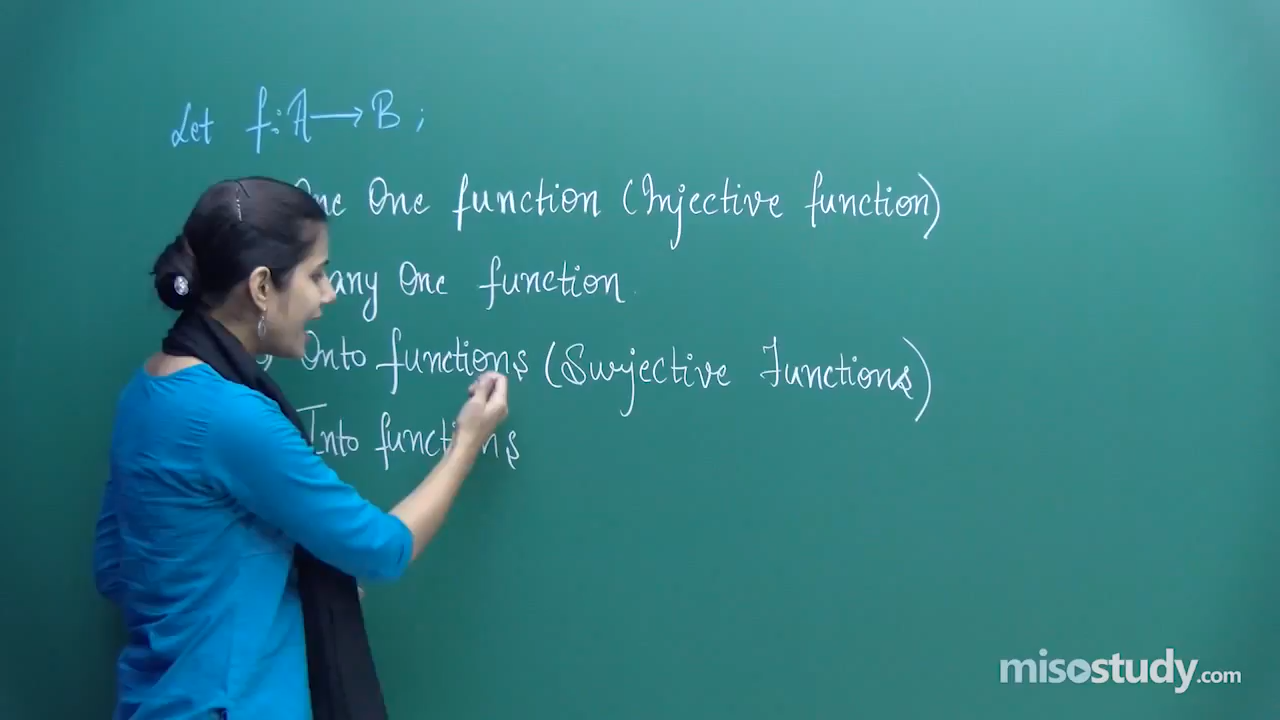 Let f: A → B ;
One One function (Injective function)
any One function
Onto functions (Surjective Functions)
Into functions
misostudy.com